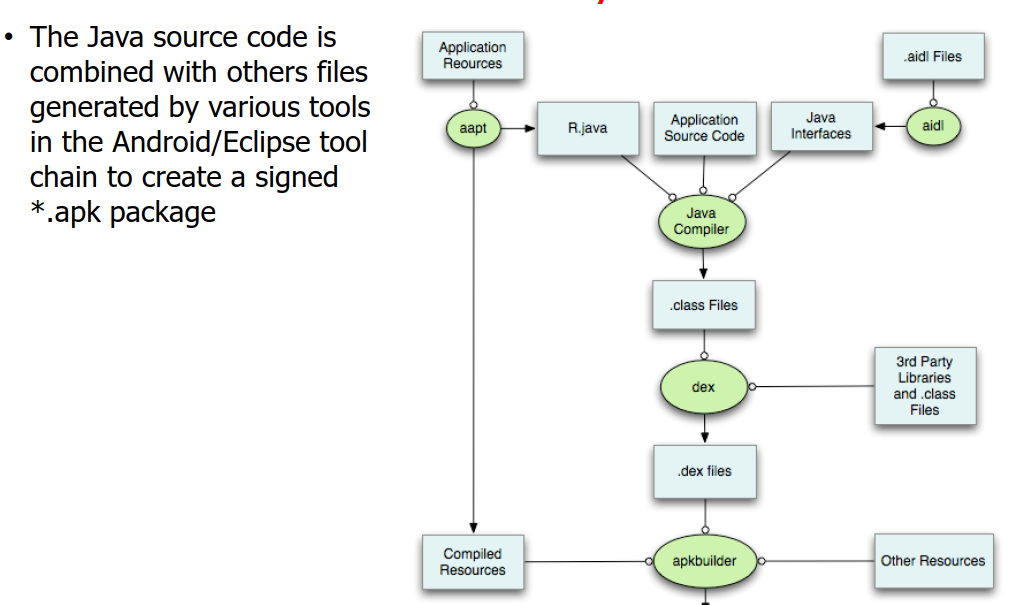 • The Java source code is
combined with others files
generated by various tools
in the Android/Eclipse tool
chain to create a signed
*.apk package
Application
Reources
.aidl Files
aapt
R.java
Application
Source Code
Java
Interfaces
aidl
Java
Compiler
.class Files
dex
3rd Party
Libraries
and .class
Files
.dex files
Compiled
Resources
apkbuilder
Other Resources